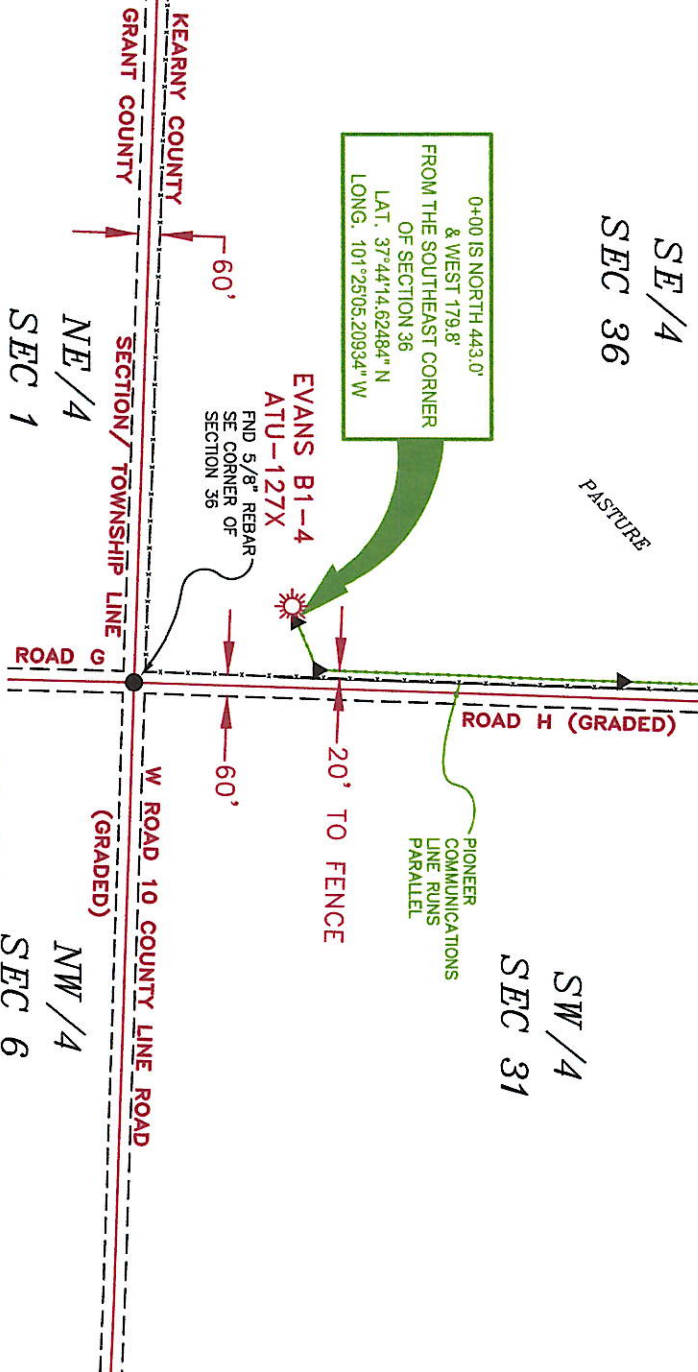 SE/4
SEC 36
PASTURE
0+00 IS NORTH 443.0'
& WEST 179.8'
FROM THE SOUTHEAST CORNER
OF SECTION 36
LAT. 37°44'14.62484" N
LONG. 101°25'05.20934" W
EVANS B1-4
ATU-127X
FND 5/8" REBAR
SE CORNER OF
SECTION 36
KEARNY COUNTY
GRANT COUNTY
60'
SECTION/ TOWNSHIP LINE
NE/4
SEC 1
ROAD G
ROAD H (GRADED)
20' TO FENCE
60'
PIONEER
COMMUNICATIONS
LINE RUNS
PARALLEL
SW/4
SEC 31
W ROAD 10 COUNTY LINE ROAD
(GRADED)
NW/4
SEC 6